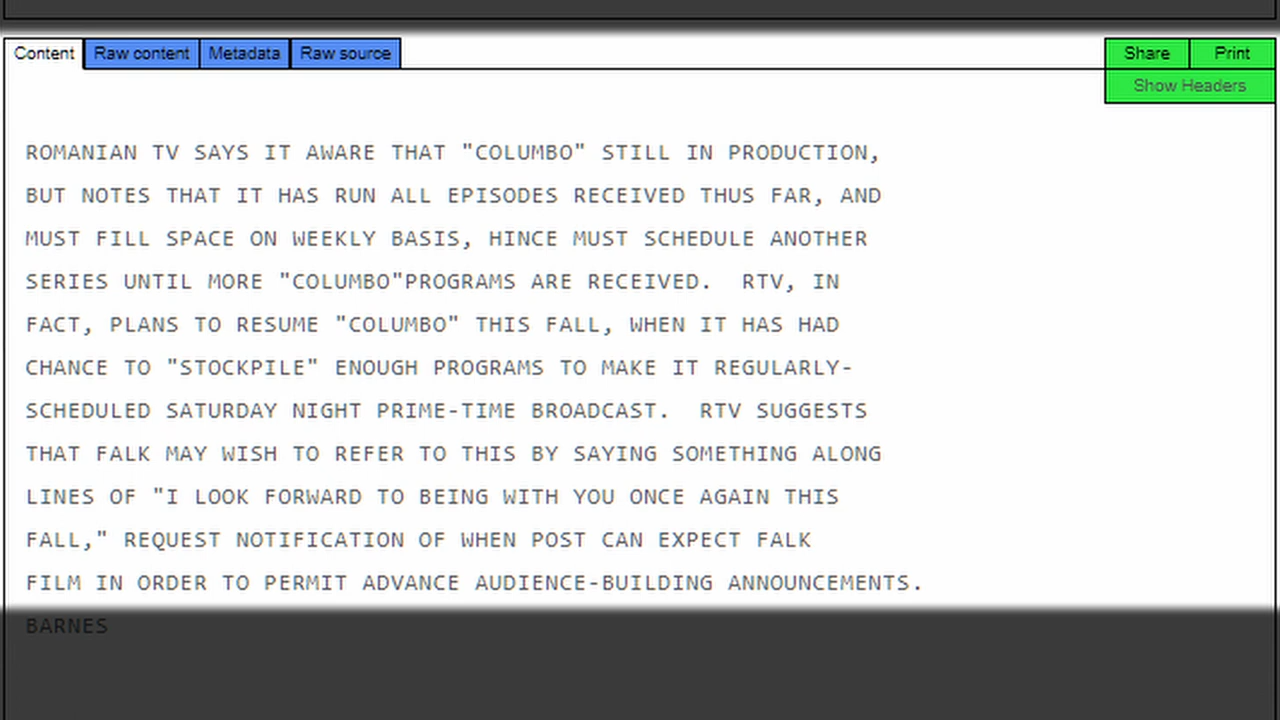 Content Raw content Metadata Raw source Share Print
Show Headers
ROMANIAN TV SAYS IT AWARE THAT "COLUMBO" STILL IN PRODUCTION,
BUT NOTES THAT IT HAS RUN ALL EPISODES RECEIVED THUS FAR, AND
MUST FILL SPACE ON WEEKLY BASIS, HINCE MUST SCHEDULE ANOTHER
SERIES UNTIL MORE "COLUMBO"PROGRAMS ARE RECEIVED.  RTV, IN
FACT, PLANS TO RESUME "COLUMBO" THIS FALL, WHEN IT HAS HAD
CHANCE TO "STOCKPILE" ENOUGH PROGRAMS TO MAKE IT REGULARLY-
SCHEDULED SATURDAY NIGHT PRIME-TIME BROADCAST.  RTV SUGGESTS
THAT FALK MAY WISH TO REFER TO THIS BY SAYING SOMETHING ALONG
LINES OF "I LOOK FORWARD TO BEING WITH YOU ONCE AGAIN THIS
FALL," REQUEST NOTIFICATION OF WHEN POST CAN EXPECT FALK
FILM IN ORDER TO PERMIT ADVANCE AUDIENCE-BUILDING ANNOUNCEMENTS.
BARNES